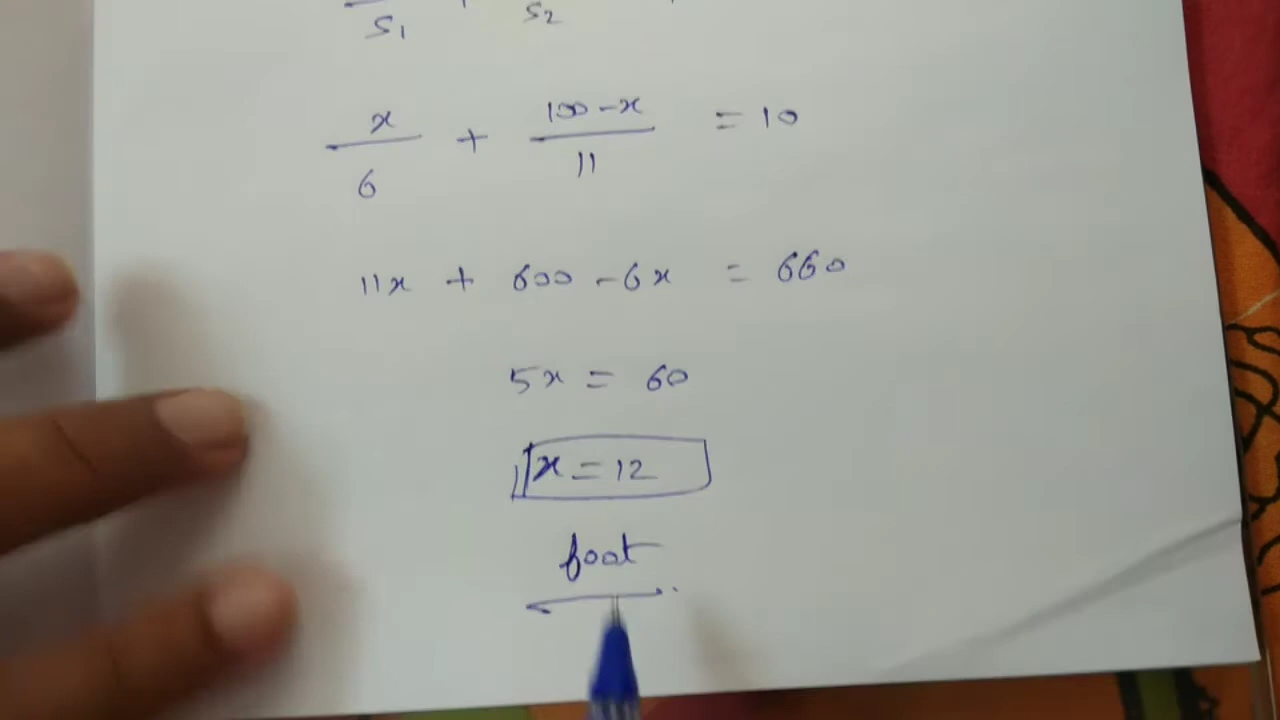 S1 + S2
x/6 + 100-x/11 = 10
11x + 600 - 6x = 660
5x = 60
x = 12
foot